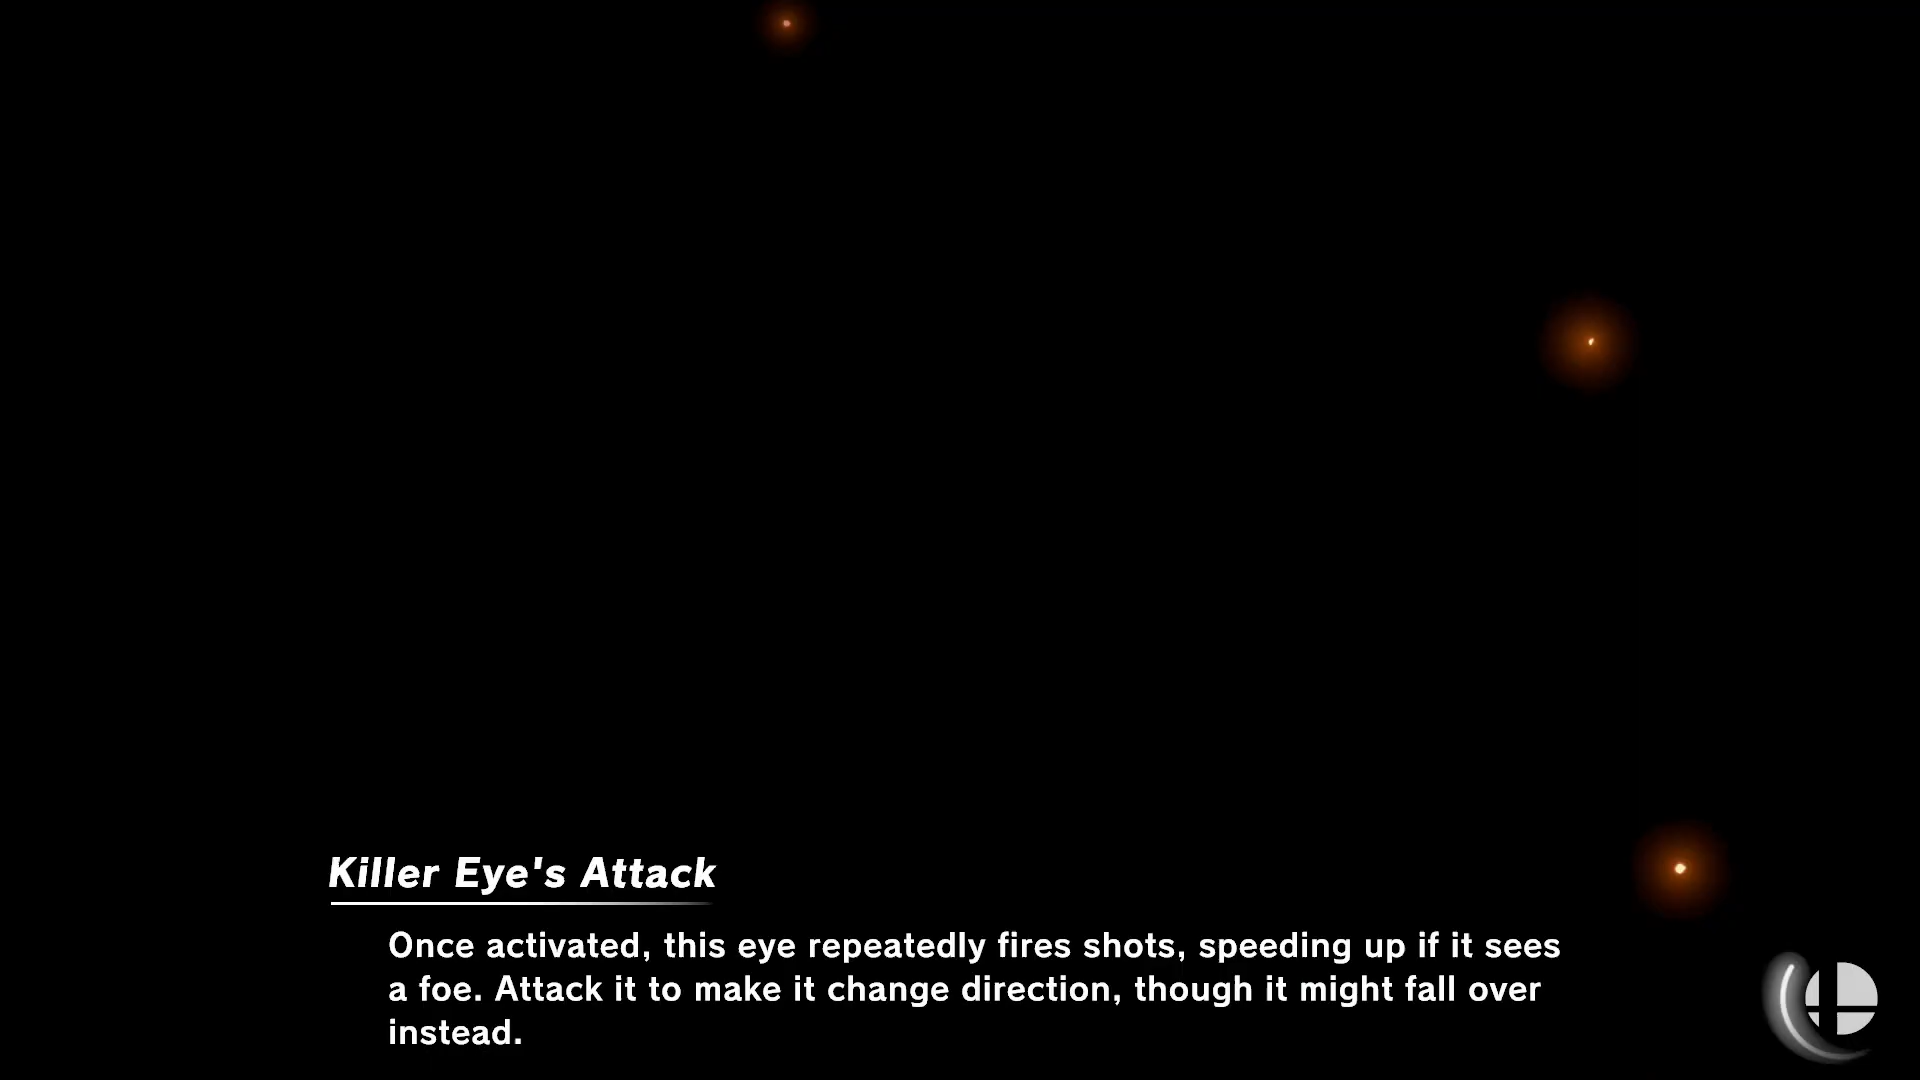 Killer Eye's Attack
Once activated, this eye repeatedly fires shots, speeding up if it sees
a foe. Attack it to make it change direction, though it might fall over
instead.